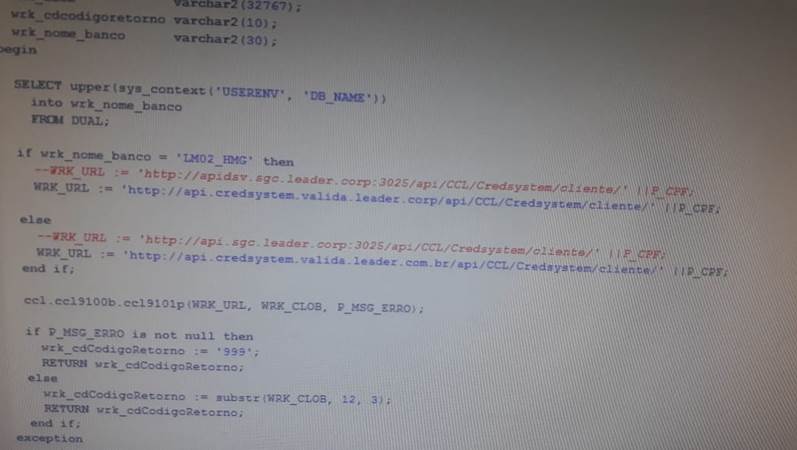 varchar2(32767);
wrk_cdcodigoretorno varchar2(10);
wrk_nome_banco varchar2(30);
begin
SELECT upper(sys_context('USERENV', 'DB_NAME'))
into wrk_nome_banco
FROM DUAL;
if wrk_nome_banco = 'LM02_HMG' then
--WRK_URL := 'http://apidsv.sgc.leader.corp:3025/api/CCL/Credsystem/cliente/' ||P_CPF;
WRK_URL := 'http://api.credsystem.valida.leader.corp/api/CCL/Credsystem/cliente/' ||P_CPF;
else
--WRK_URL := 'http://api.sgc.leader.corp:3025/api/CCL/Credsystem/cliente/' ||P_CPF;
WRK_URL := 'http://api.credsystem.valida.leader.com.br/api/CCL/Credsystem/cliente/' ||P_CPF;
end if;
ccl.ccl9100b.ccl9101p(WRK_URL, WRK_CLOB, P_MSG_ERRO);
if P_MSG_ERRO is not null then
wrk_cdCodigoRetorno := '999';
RETURN wrk_cdCodigoRetorno;
else
wrk_cdCodigoRetorno := substr(WRK_CLOB, 12, 3);
RETURN wrk_cdCodigoRetorno;
end if;
exception